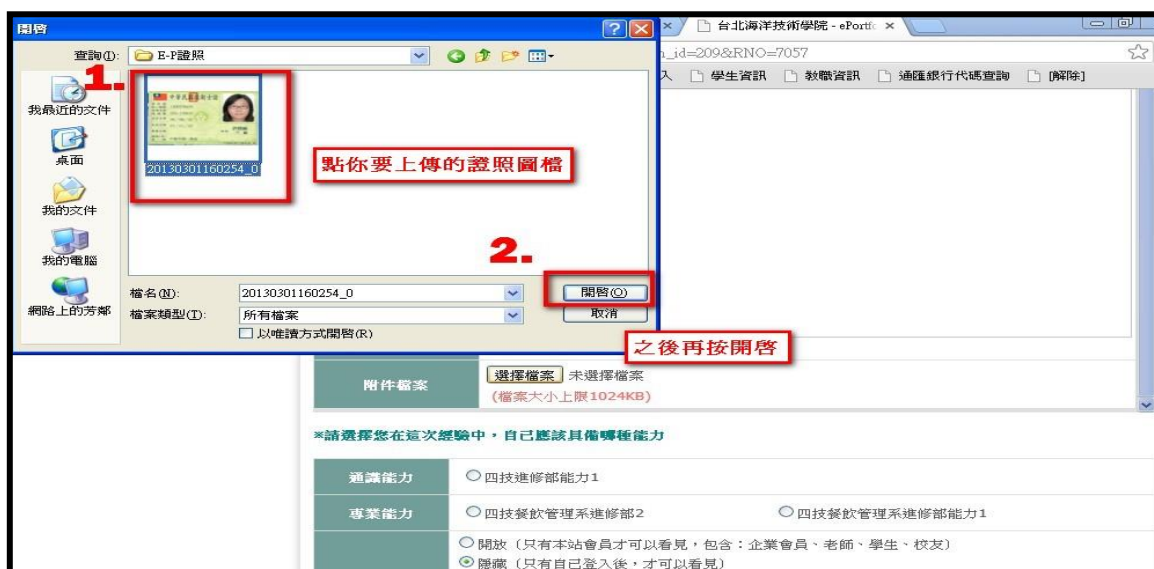 開啓
台北海洋技術學院 - ePortf
查詢(I):
E-P證照
_id=209&RNO=7057
入
學生資訊
教職資訊
通匯銀行代碼查詢
[解除]
1.
我最近的文件
桌面
我的文件
我的電腦
網路上的芳鄰
20130301160254_0
點你要上傳的證照圖檔
2.
檔名(N):
20130301160254_0
開啓(O)
檔案類型(T):
所有檔案
取消
以唯讀方式開啓(R)
之後再按開啓
附件檔案
選擇檔案 未選擇檔案
(檔案大小上限1024KB)
※請選擇您在這次經驗中,自己應該具備哪種能力
通識能力
四技進修部能力1
專業能力
四技餐飲管理系進修部2
四技餐飲管理系進修部能力1
開放(只有本站會員才可以看見,包含:企業會員、老師、學生、校友)
隱藏(只有自己登入後,才可以看見)